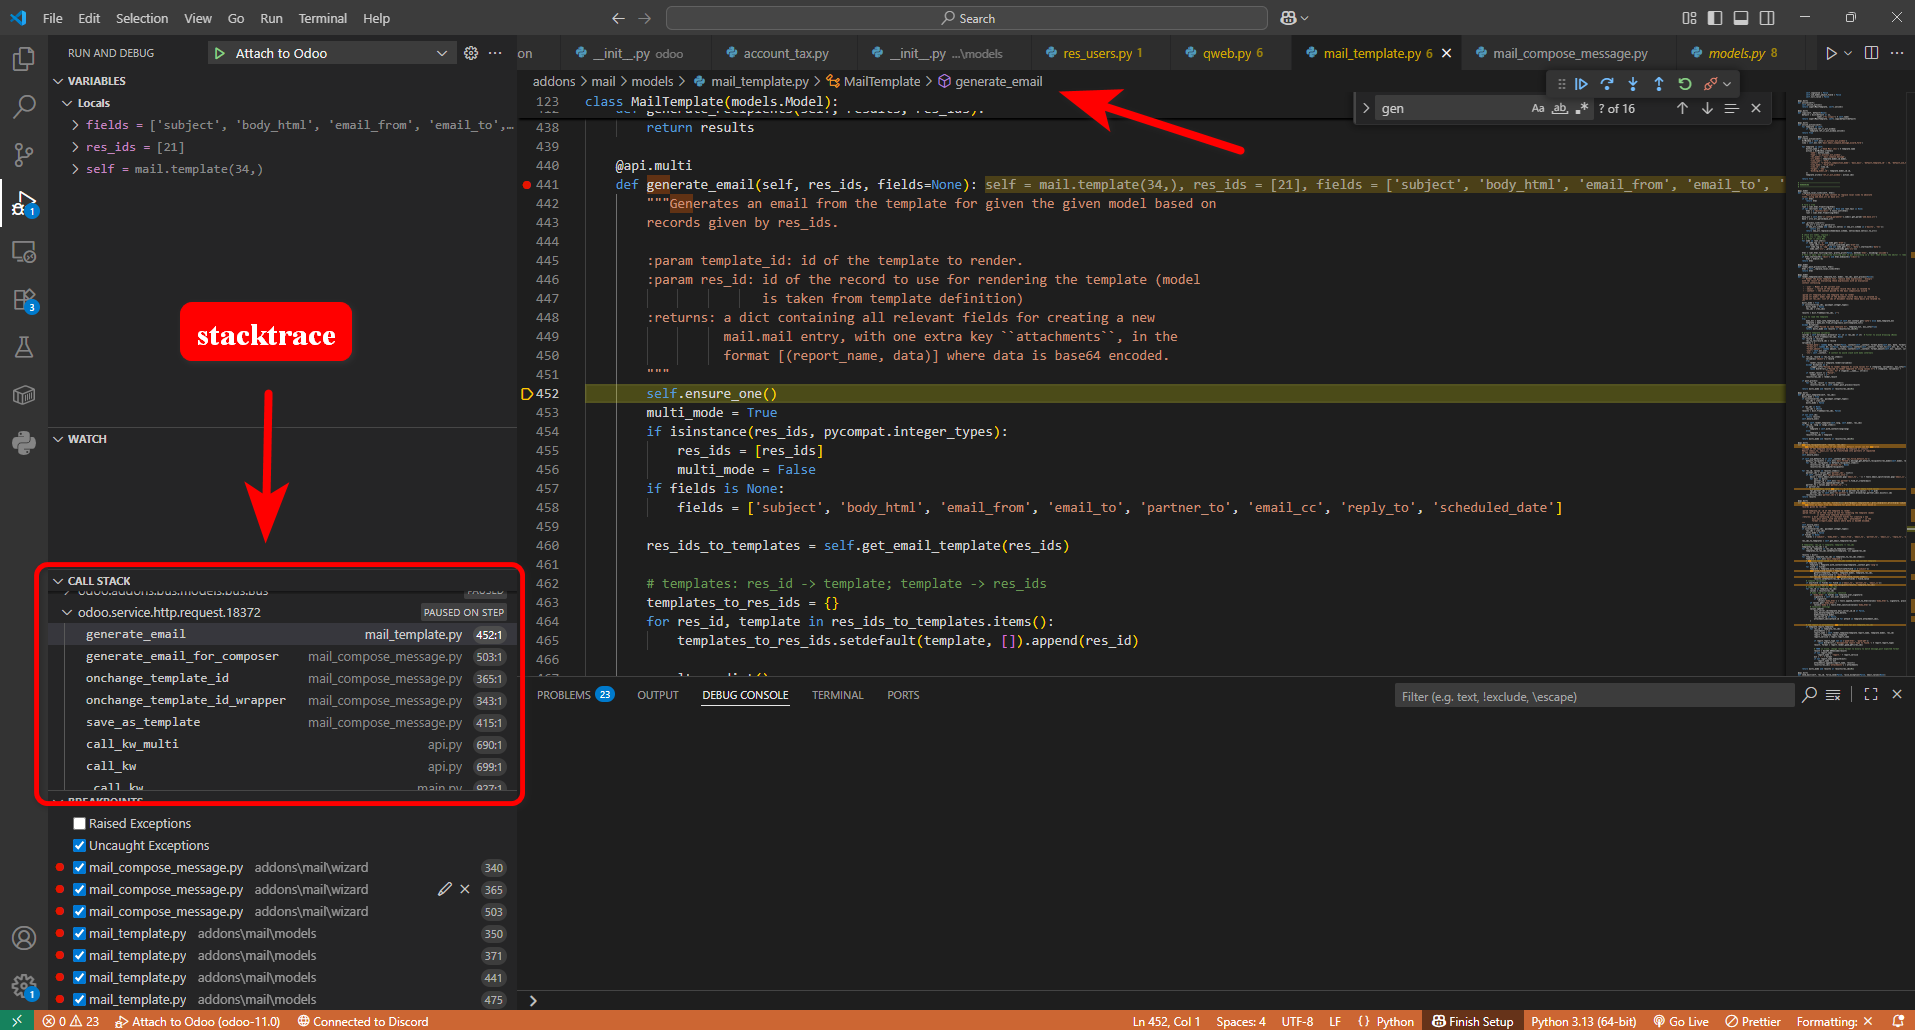 File Edit Selection View Go Run Terminal Help
Search
RUN AND DEBUG
Attach to Odoo
on
__init__.py odoo
account_tax.py
__init__.py ...\models
res_users.py 1
qweb.py 6
mail_template.py 6
mail_compose_message.py
models.py 8
addons > mail > models > mail_template.py > MailTemplate > generate_email
gen
Aa
ab
? of 16
VARIABLES
Locals
fields = ['subject', 'body_html', 'email_from', 'email_to',...
res_ids = [21]
self = mail.template(34,)
stacktrace
WATCH
CALL STACK
odoo.addons.bus.models.bus.Bus PAUSED
odoo.service.http.request.18372 PAUSED ON STEP
generate_email mail_template.py 452:1
generate_email_for_composer mail_compose_message.py 503:1
onchange_template_id mail_compose_message.py 365:1
onchange_template_id_wrapper mail_compose_message.py 343:1
save_as_template mail_compose_message.py 415:1
call_kw_multi api.py 690:1
call_kw api.py 699:1
_call_kw main.py 927:1
BREAKPOINTS
Raised Exceptions
Uncaught Exceptions
mail_compose_message.py addons\mail\wizard 340
mail_compose_message.py addons\mail\wizard 365
mail_compose_message.py addons\mail\wizard 503
mail_template.py addons\mail\models 350
mail_template.py addons\mail\models 371
mail_template.py addons\mail\models 441
mail_template.py addons\mail\models 475
123 class MailTemplate(models.Model):
438 return results
439
440 @api.multi
441 def generate_email(self, res_ids, fields=None): self = mail.template(34,), res_ids = [21], fields = ['subject', 'body_html', 'email_from', 'email_to', '
442 """Generates an email from the template for given the given model based on
443 records given by res_ids.
444
445 :param template_id: id of the template to render.
446 :param res_id: id of the record to use for rendering the template (model
447 is taken from template definition)
448 :returns: a dict containing all relevant fields for creating a new
449 mail.mail entry, with one extra key ``attachments``, in the
450 format [(report_name, data)] where data is base64 encoded.
451 """
452 self.ensure_one()
453 multi_mode = True
454 if isinstance(res_ids, pycompat.integer_types):
455 res_ids = [res_ids]
456 multi_mode = False
457 if fields is None:
458 fields = ['subject', 'body_html', 'email_from', 'email_to', 'partner_to', 'email_cc', 'reply_to', 'scheduled_date']
459
460 res_ids_to_templates = self.get_email_template(res_ids)
461
462 # templates: res_id -> template; template -> res_ids
463 templates_to_res_ids = {}
464 for res_id, template in res_ids_to_templates.items():
465 templates_to_res_ids.setdefault(template, []).append(res_id)
466
PROBLEMS 23 OUTPUT DEBUG CONSOLE TERMINAL PORTS
Filter (e.g. text, !exclude, \escape)
1
3
1
0 23 Attach to Odoo (odoo-11.0) Connected to Discord
Ln 452, Col 1 Spaces: 4 UTF-8 LF {} Python Finish Setup Python 3.13 (64-bit) Go Live Prettier Formatting: